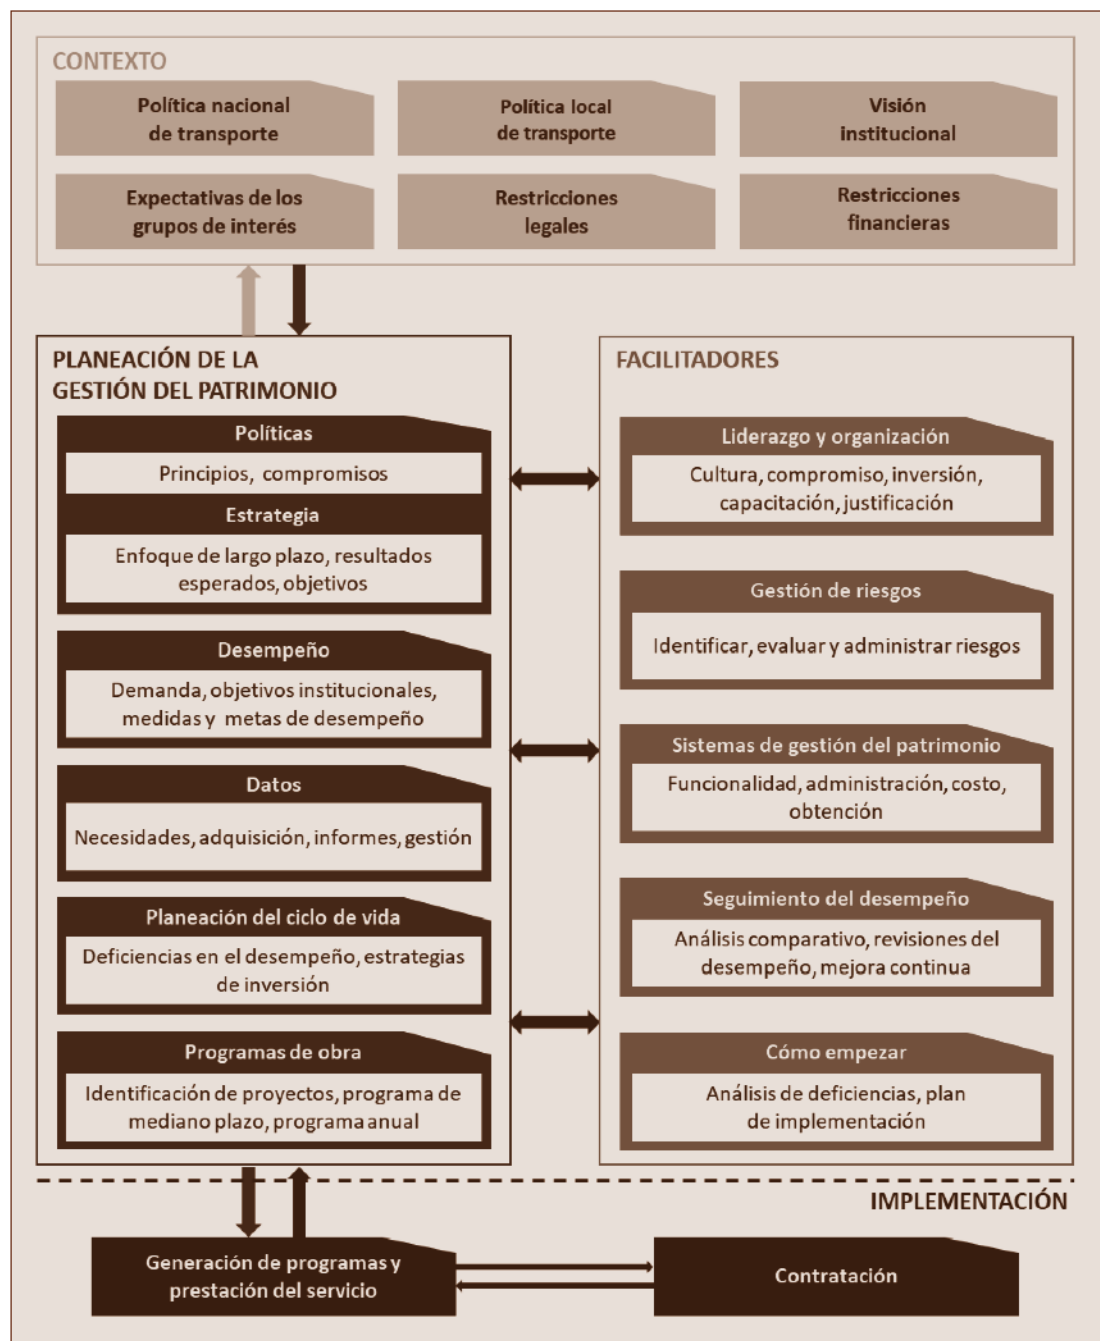 CONTEXTO
Política nacional
de transporte
Política local
de transporte
Visión
institucional
Expectativas de los
grupos de interés
Restricciones
legales
Restricciones
financieras
PLANEACIÓN DE LA
GESTIÓN DEL PATRIMONIO
Políticas
Principios, compromisos
Estrategia
Enfoque de largo plazo, resultados
esperados, objetivos
Desempeño
Demanda, objetivos institucionales,
medidas y metas de desempeño
Datos
Necesidades, adquisición, informes, gestión
Planeación del ciclo de vida
Deficiencias en el desempeño, estrategias
de inversión
Programas de obra
Identificación de proyectos, programa de
mediano plazo, programa anual
FACILITADORES
Liderazgo y organización
Cultura, compromiso, inversión,
capacitación, justificación
Gestión de riesgos
Identificar, evaluar y administrar riesgos
Sistemas de gestión del patrimonio
Funcionalidad, administración, costo,
obtención
Seguimiento del desempeño
Análisis comparativo, revisiones del
desempeño, mejora continua
Cómo empezar
Análisis de deficiencias, plan
de implementación
IMPLEMENTACIÓN
Generación de programas y
prestación del servicio
Contratación